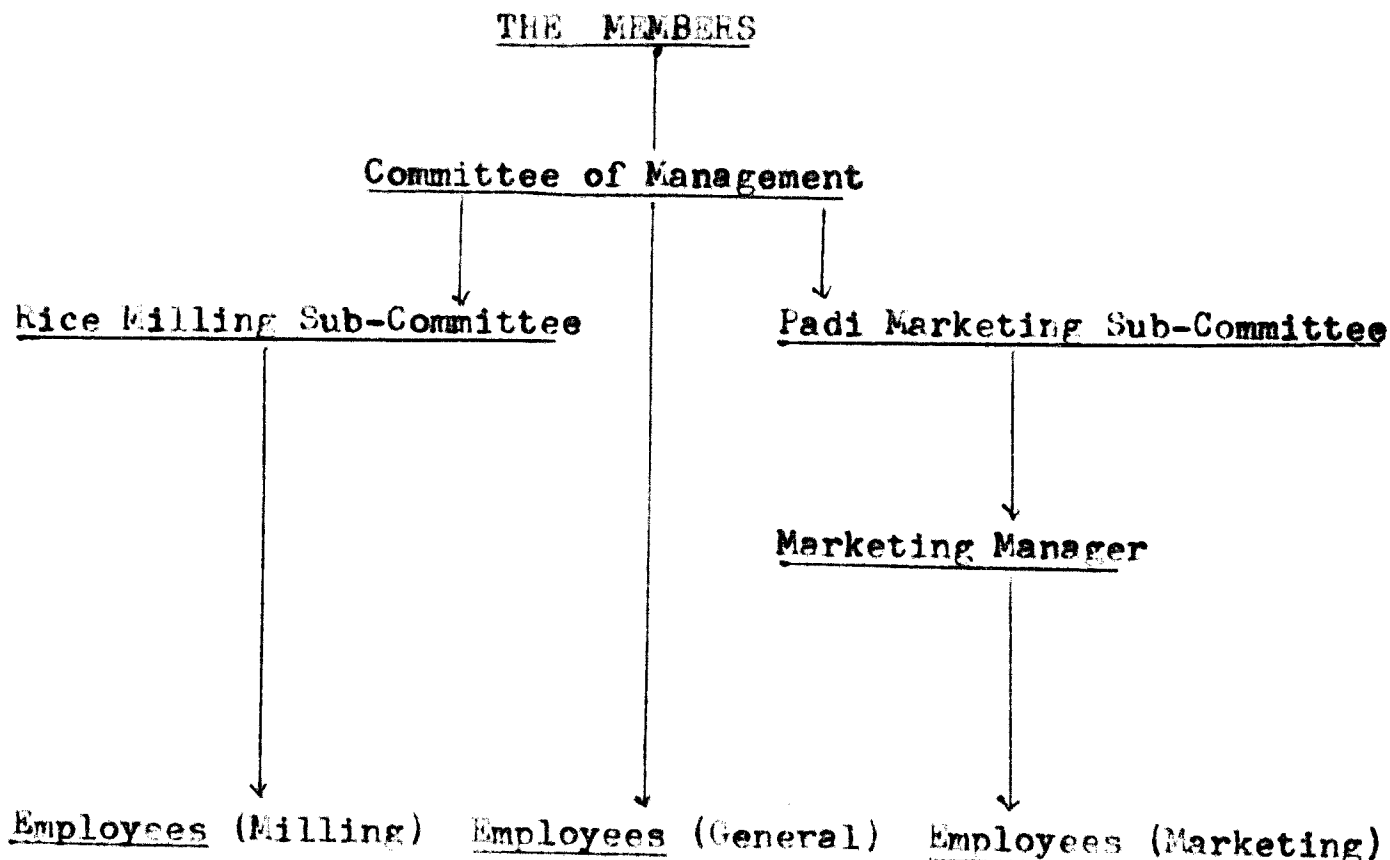 THE MEMBERS
Committee of Management
Rice Milling Sub-Committee
Padi Marketing Sub-Committee
Marketing Manager
Employees (Milling)
Employees (General)
Employees (Marketing)